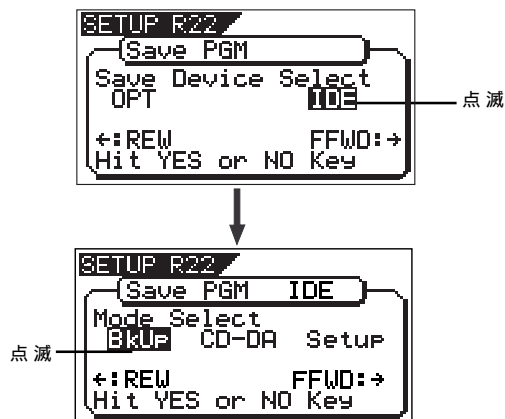 SETUP R22
Save PGM
Save Device Select
OPT IDE
点滅
←:REW FFWD:→
Hit YES or NO Key
SETUP R22
Save PGM IDE
Mode Select
BkUp CD-DA Setup
点滅
←:REW FFWD:→
Hit YES or NO Key